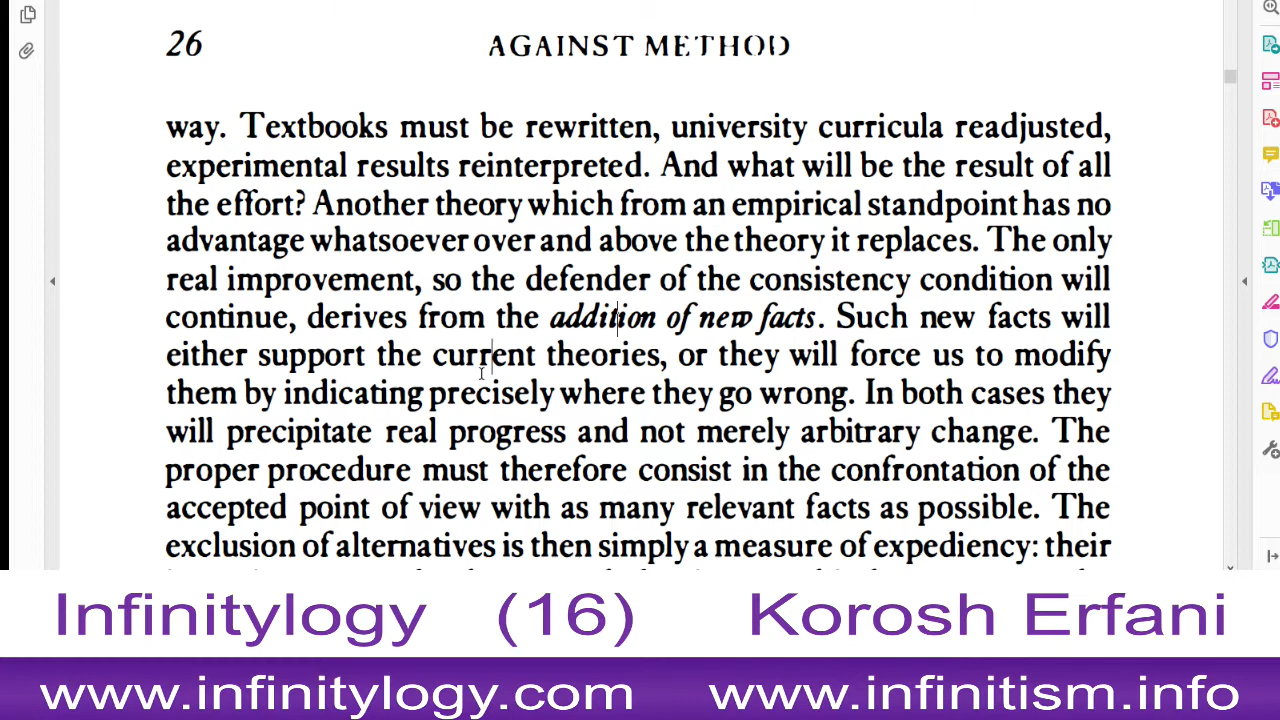 26 AGAINST METHOD
way. Textbooks must be rewritten, university curricula readjusted,
experimental results reinterpreted. And what will be the result of all
the effort? Another theory which from an empirical standpoint has no
advantage whatsoever over and above the theory it replaces. The only
real improvement, so the defender of the consistency condition will
continue, derives from the addition of new facts. Such new facts will
either support the current theories, or they will force us to modify
them by indicating precisely where they go wrong. In both cases they
will precipitate real progress and not merely arbitrary change. The
proper procedure must therefore consist in the confrontation of the
accepted point of view with as many relevant facts as possible. The
exclusion of alternatives is then simply a measure of expediency: their
Infinitylogy (16) Korosh Erfani
www.infinitylogy.com www.infinitism.info